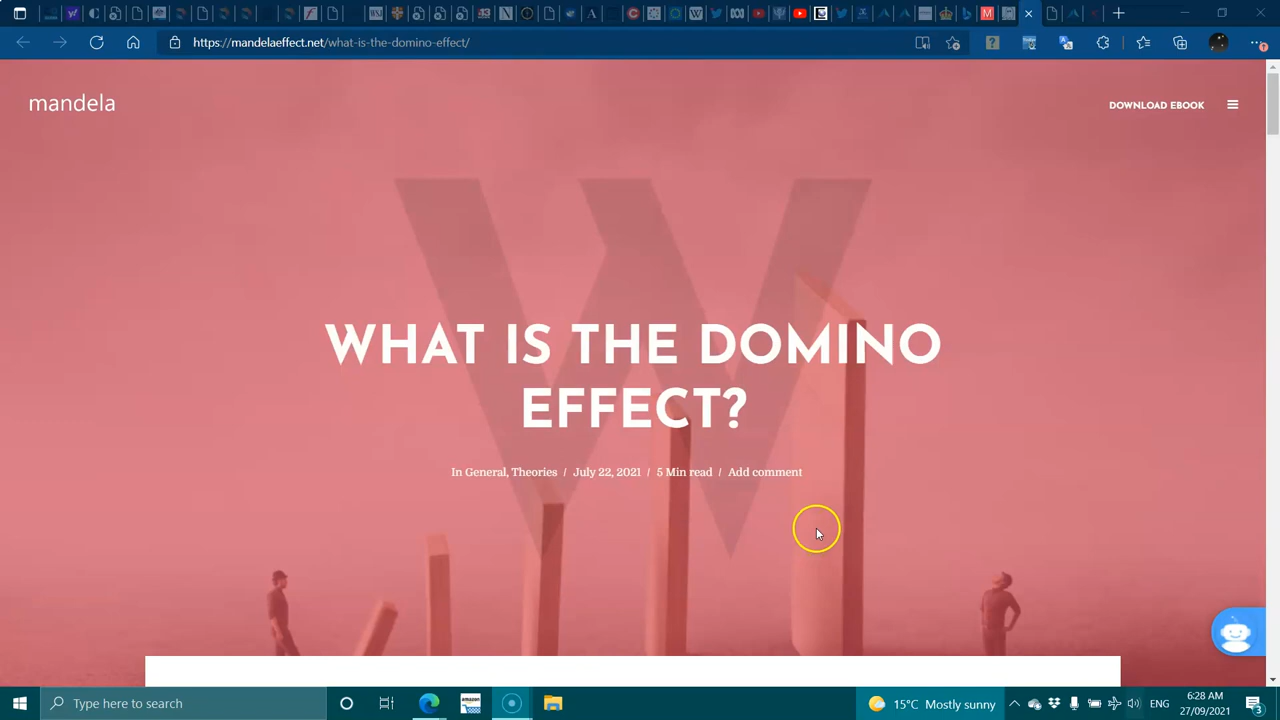 https://mandelaeffect.net/what-is-the-domino-effect/
mandela
DOWNLOAD EBOOK
W
WHAT IS THE DOMINO
EFFECT?
In General, Theories / July 22, 2021 / 5 Min read / Add comment
Type here to search
15°C Mostly sunny
ENG
6:28 AM
27/09/2021
3